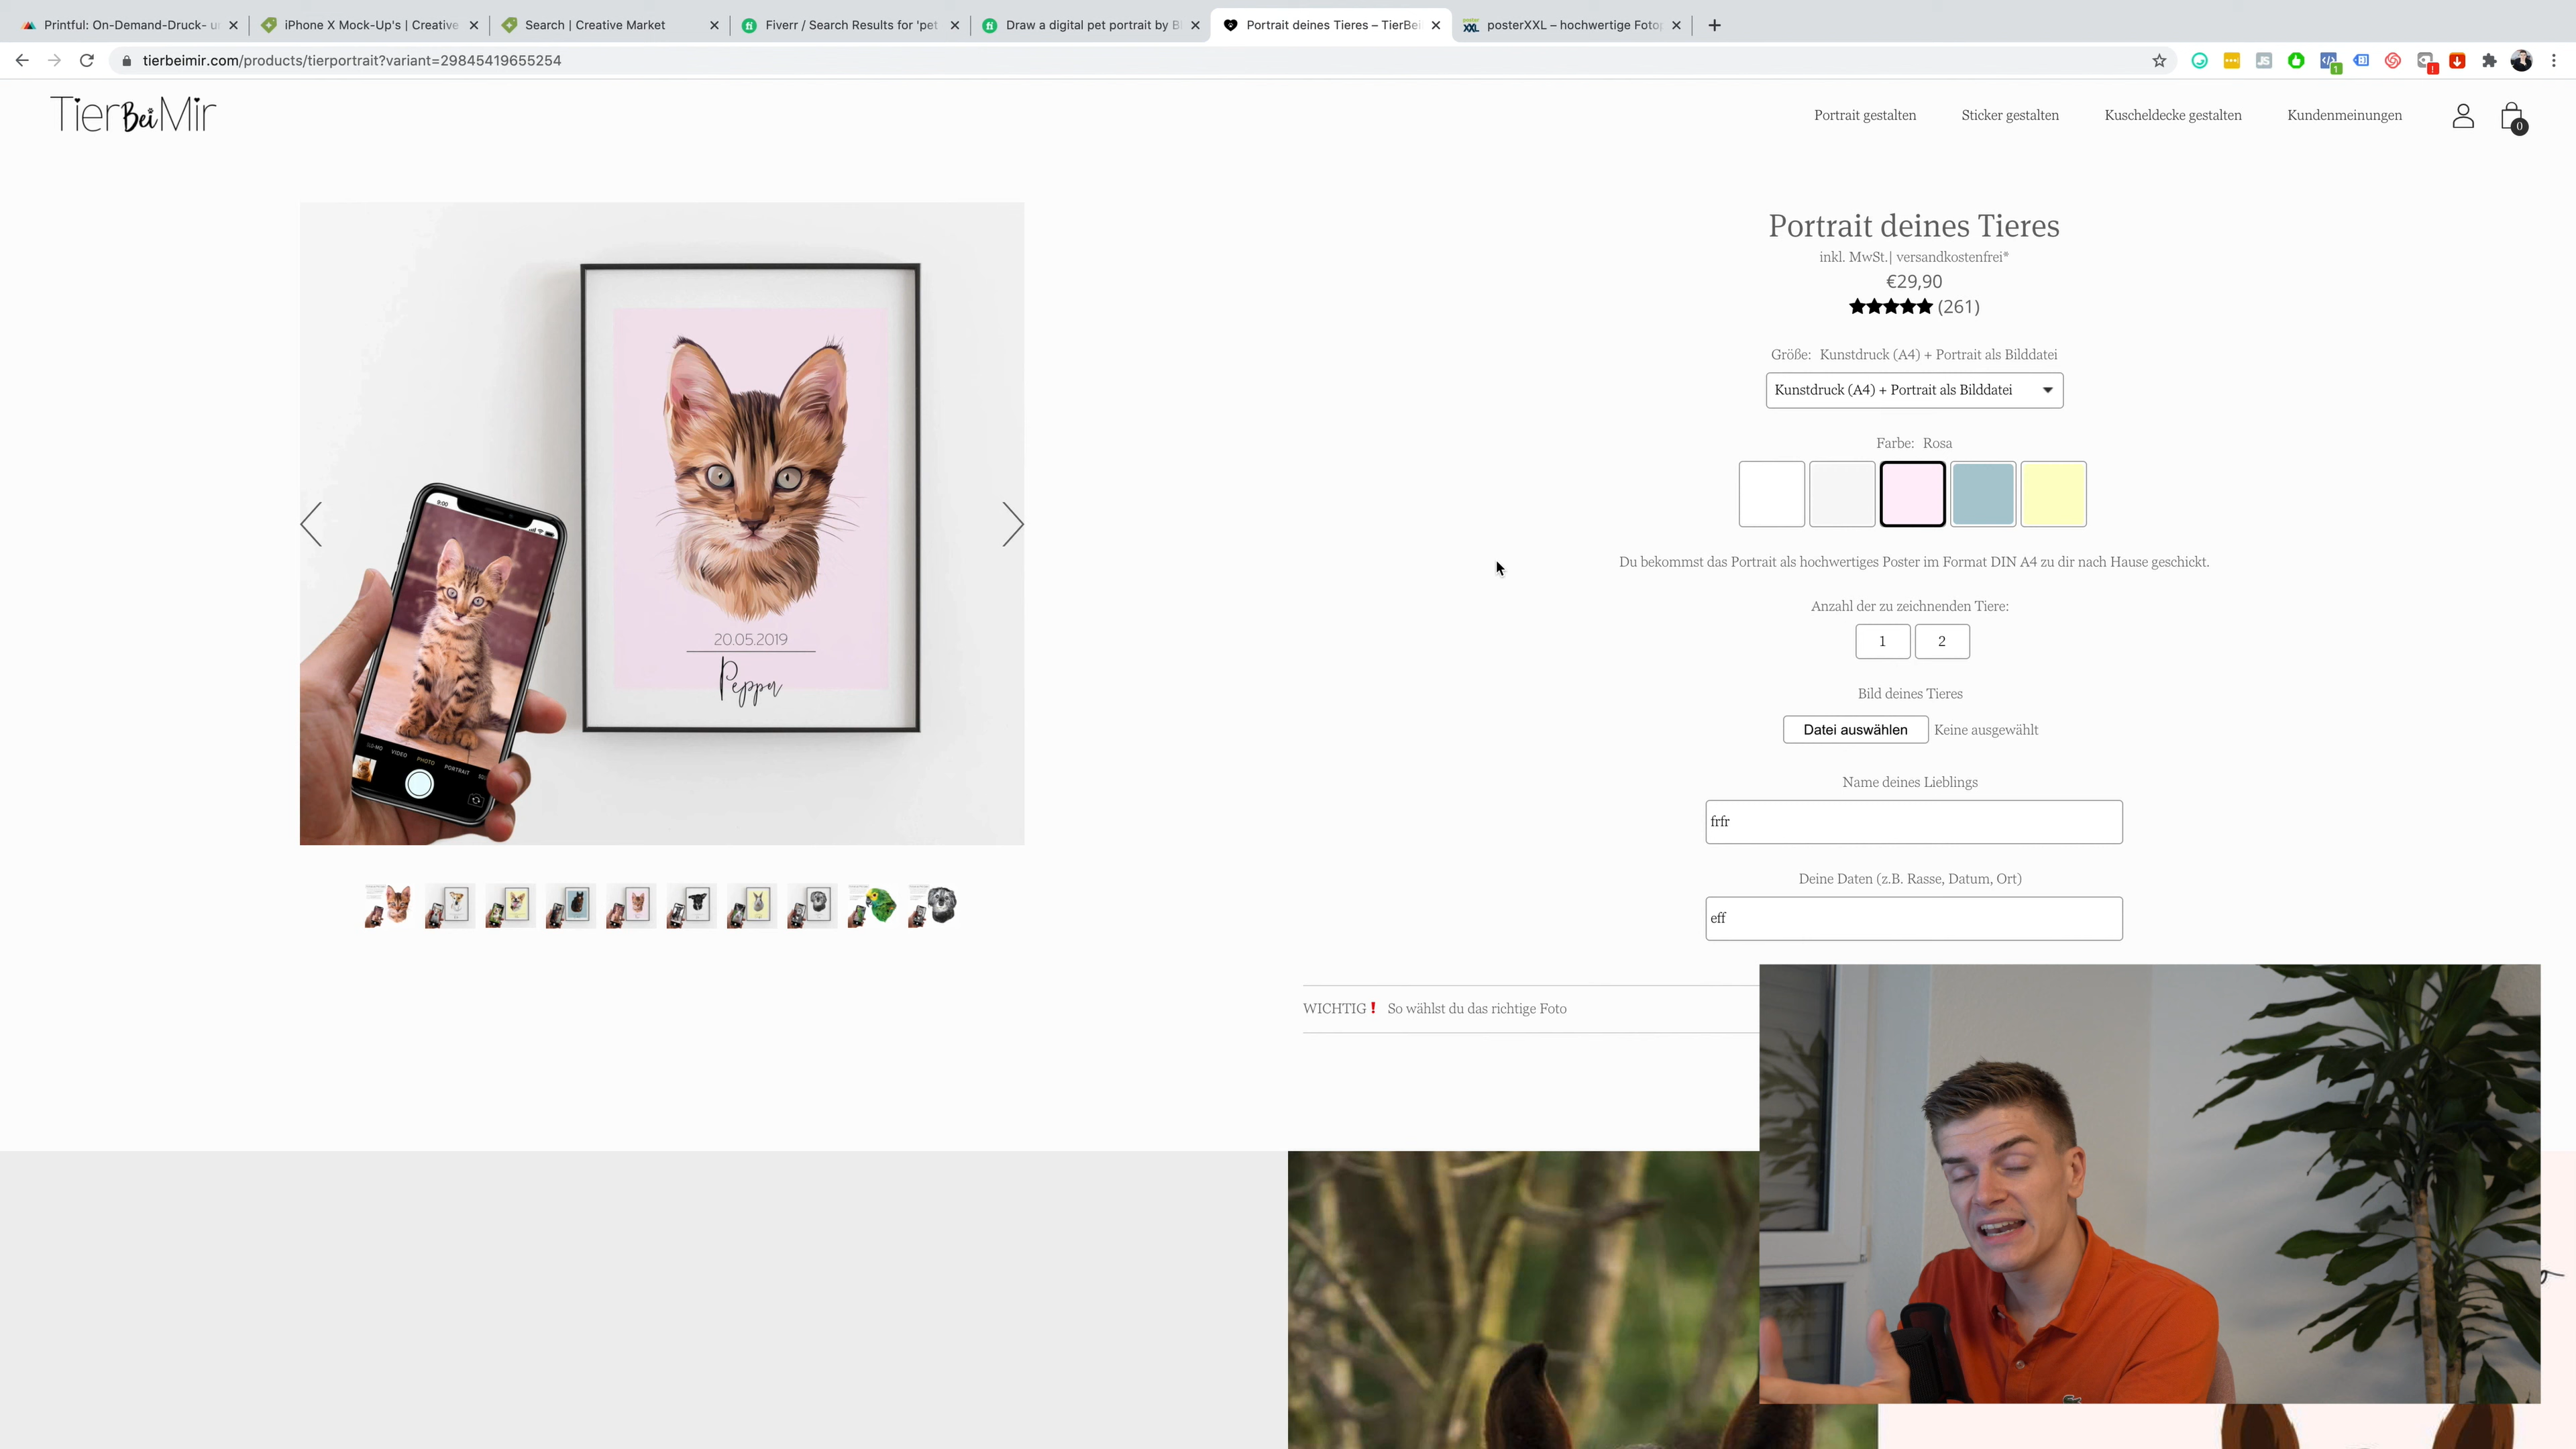 Printful: On-Demand-Druck- u
iPhone X Mock-Up's | Creative
Search | Creative Market
Fiverr / Search Results for 'pet
Draw a digital pet portrait by B
Portrait deines Tieres – TierBei
posterXXL – hochwertige Fotop
tierbeimir.com/products/tierportrait?variant=29845419655254
TierBeiMir
Portrait gestalten
Sticker gestalten
Kuscheldecke gestalten
Kundenmeinungen
0
Portrait deines Tieres
inkl. MwSt.| versandkostenfrei*
€29,90
★★★★★ (261)
Größe: Kunstdruck (A4) + Portrait als Bilddatei
Kunstdruck (A4) + Portrait als Bilddatei
Farbe: Rosa
Du bekommst das Portrait als hochwertiges Poster im Format DIN A4 zu dir nach Hause geschickt.
Anzahl der zu zeichnenden Tiere:
1 2
Bild deines Tieres
Datei auswählen Keine ausgewählt
Name deines Lieblings
frfr
Deine Daten (z.B. Rasse, Datum, Ort)
eff
WICHTIG ! So wählst du das richtige Foto
20.05.2019
Peppa
9:00
VIDEO PHOTO PORTRAIT